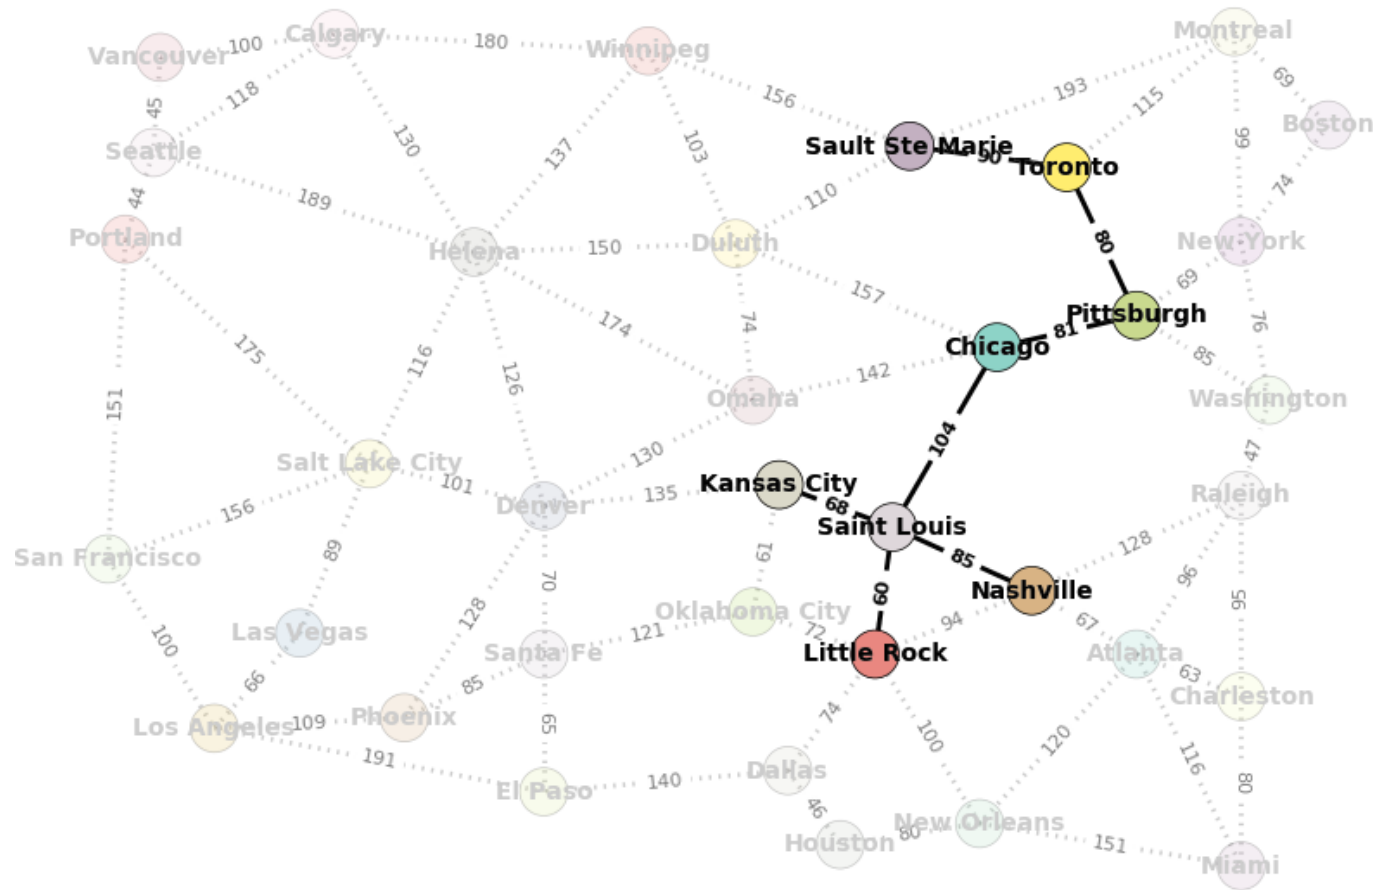 Montreal
Calgary
Vancouver
100
180
Winnipeg
69
118
156
193
115
45
Boston
130
137
103
99
Seattle
Sault Ste Marie
90
Toronto
44
189
110
74
Portland
Helena
150
Duluth
80
New York
69
157
Pittsburgh
174
74
81
76
Chicago
175
116
126
142
85
151
Omaha
Washington
104
130
47
Salt Lake City
101
Kansas City
135
68
Raleigh
156
Denver
Saint Louis
128
San Francisco
89
61
85
96
70
Nashville
60
95
128
Oklahoma City
94
67
100
Las Vegas
121
72
Santa Fe
Little Rock
Atlanta
66
85
63
Charleston
Los Angeles
109
Phoenix
65
74
100
120
191
116
Dallas
140
80
El Paso
46
New Orleans
80
Houston
151
Miami